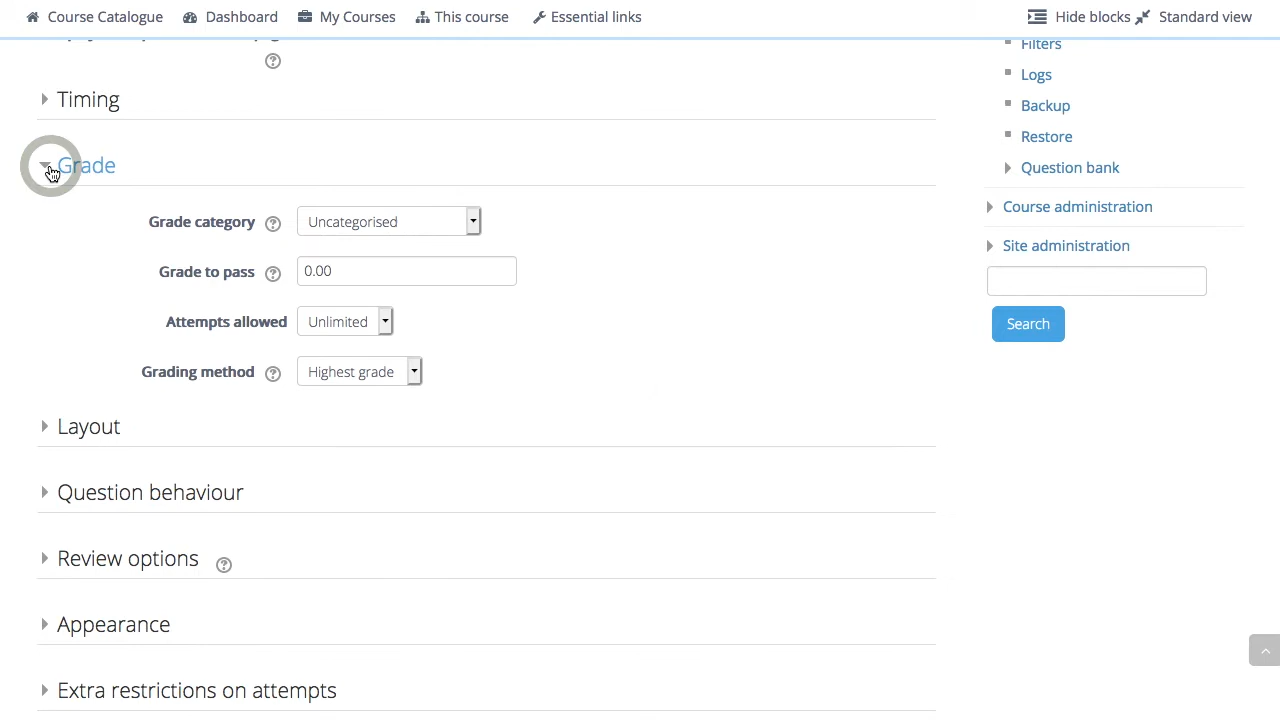 Course Catalogue Dashboard My Courses This course Essential links Hide blocks Standard view
Filters
Timing
Logs
Backup
Restore
Grade
Question bank
Course administration
Grade category Uncategorised
Site administration
Grade to pass 0.00
Attempts allowed Unlimited
Search
Grading method Highest grade
Layout
Question behaviour
Review options
Appearance
Extra restrictions on attempts